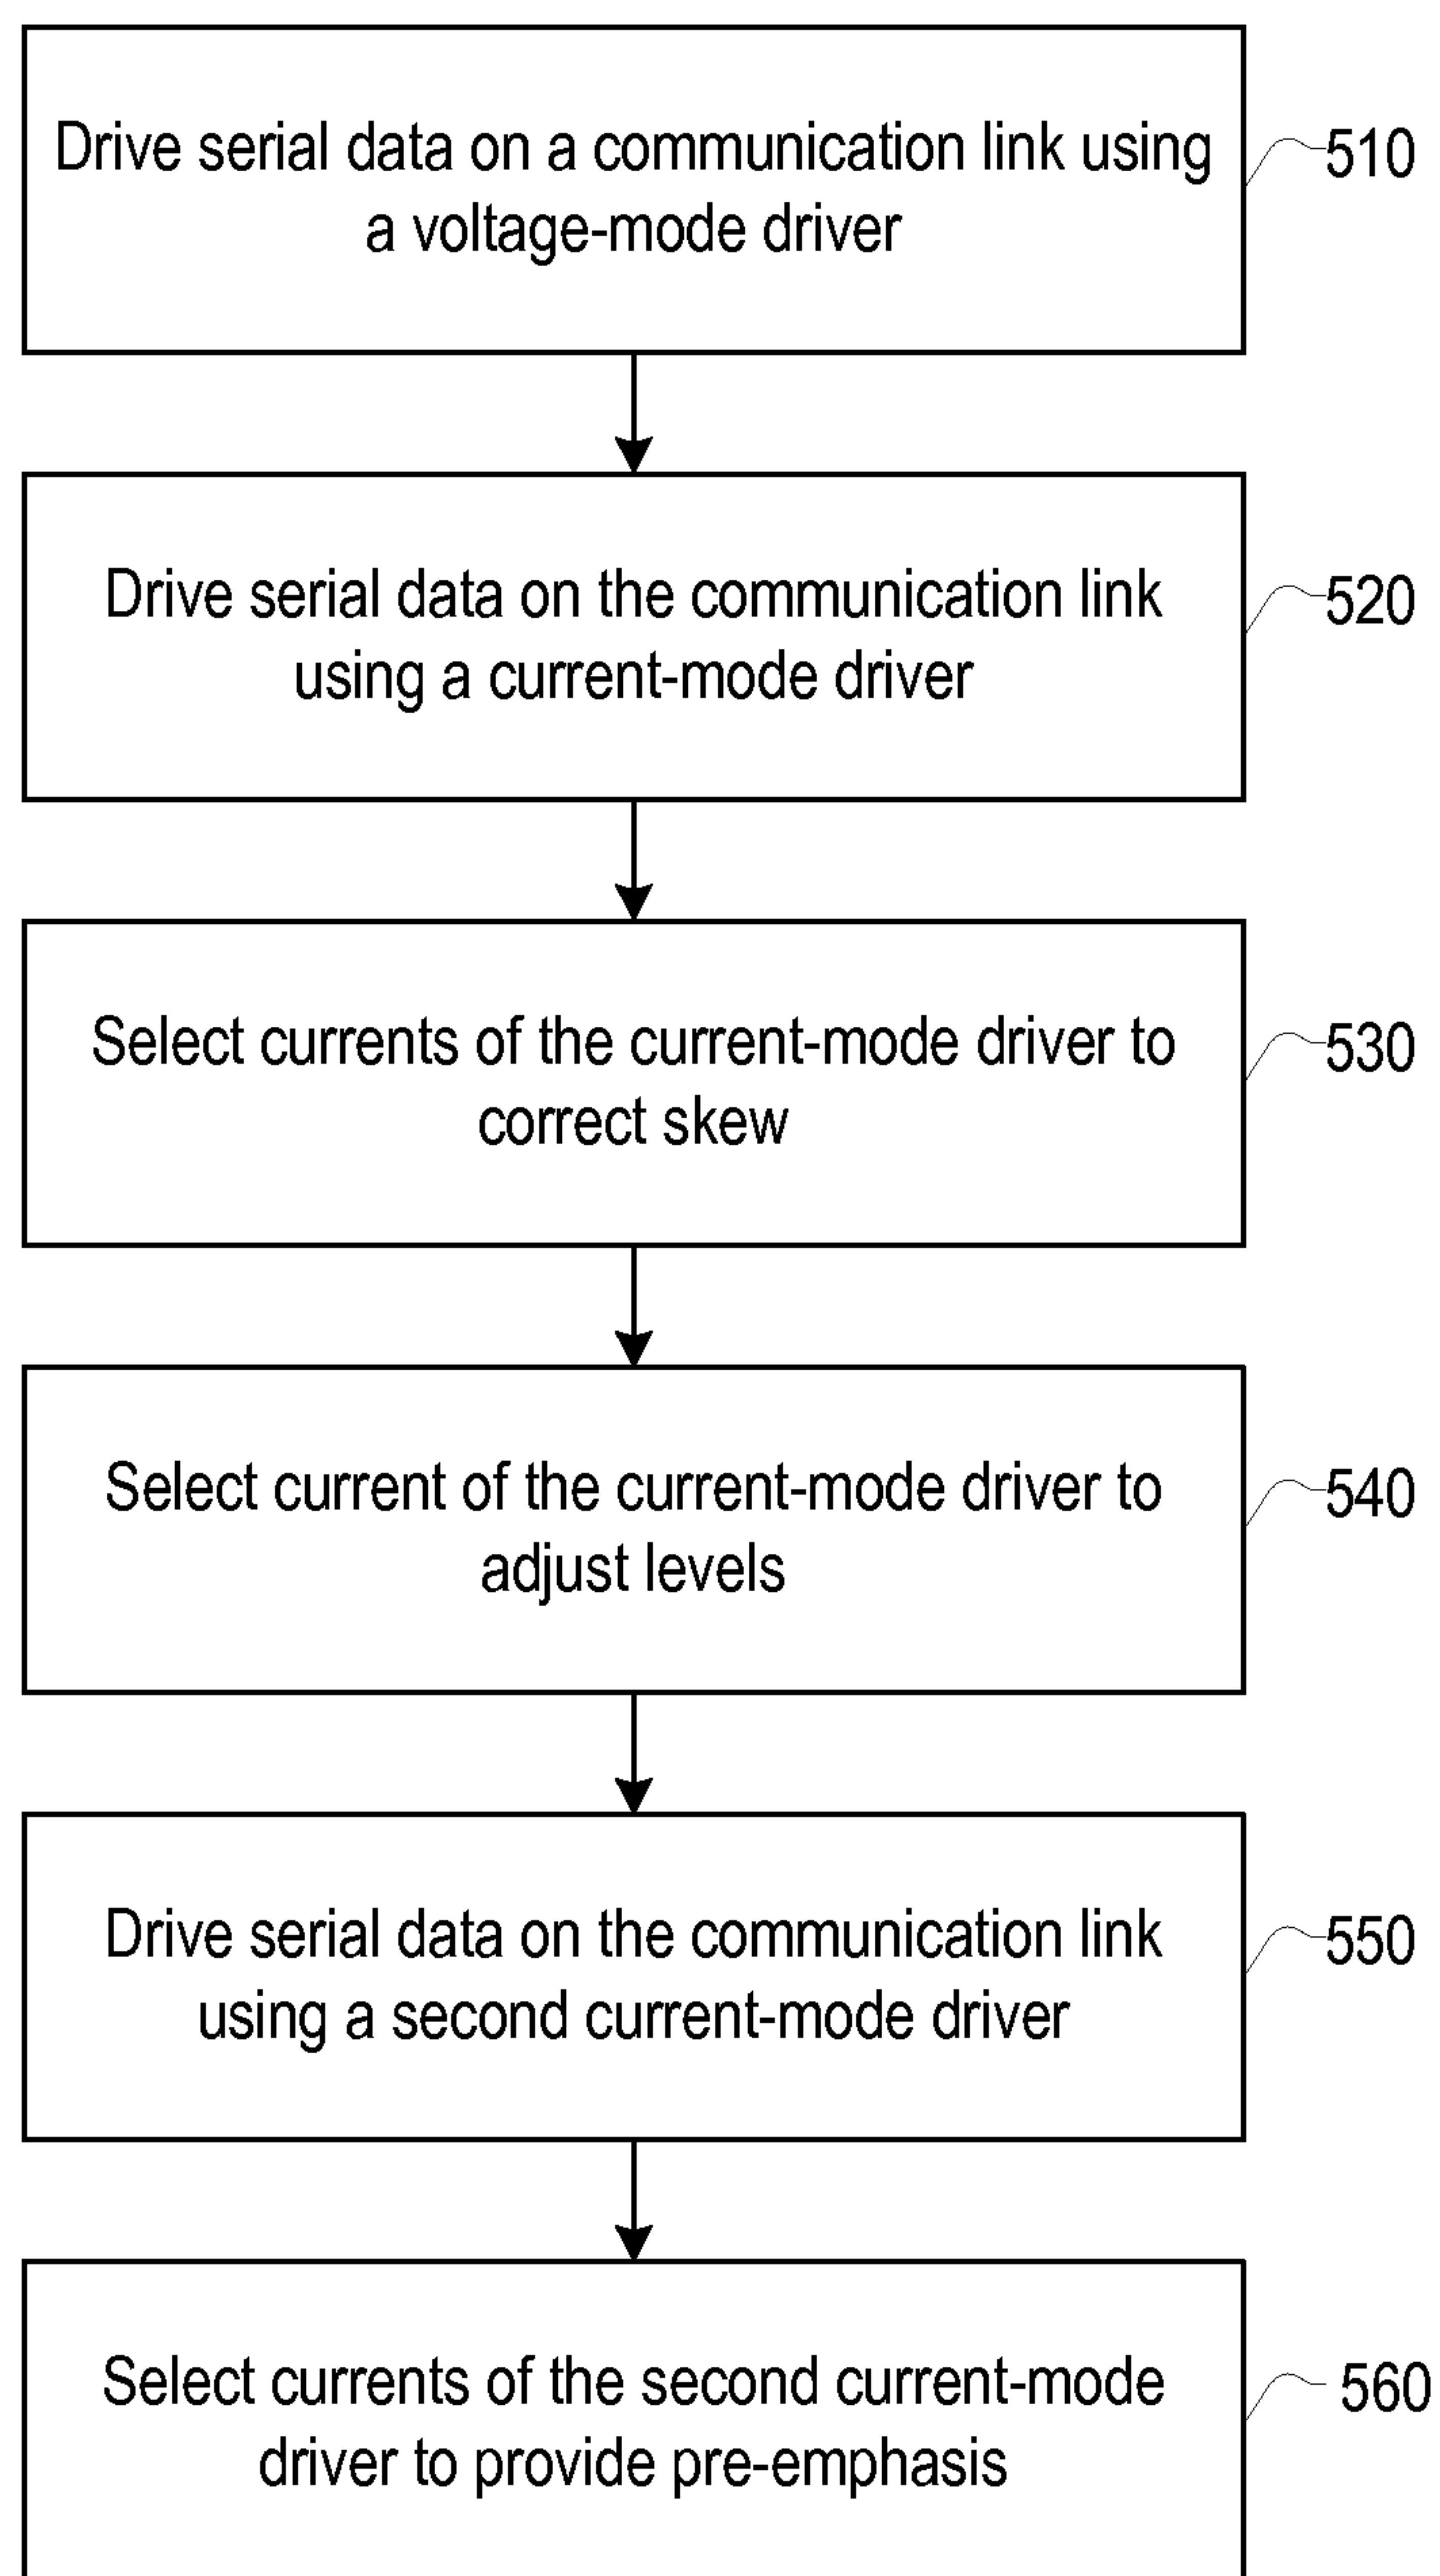 Drive serial data on a communication link using
a voltage-mode driver
510
Drive serial data on the communication link
using a current-mode driver
520
Select currents of the current-mode driver to
correct skew
530
Select current of the current-mode driver to
adjust levels
540
Drive serial data on the communication link
using a second current-mode driver
550
Select currents of the second current-mode
driver to provide pre-emphasis
560